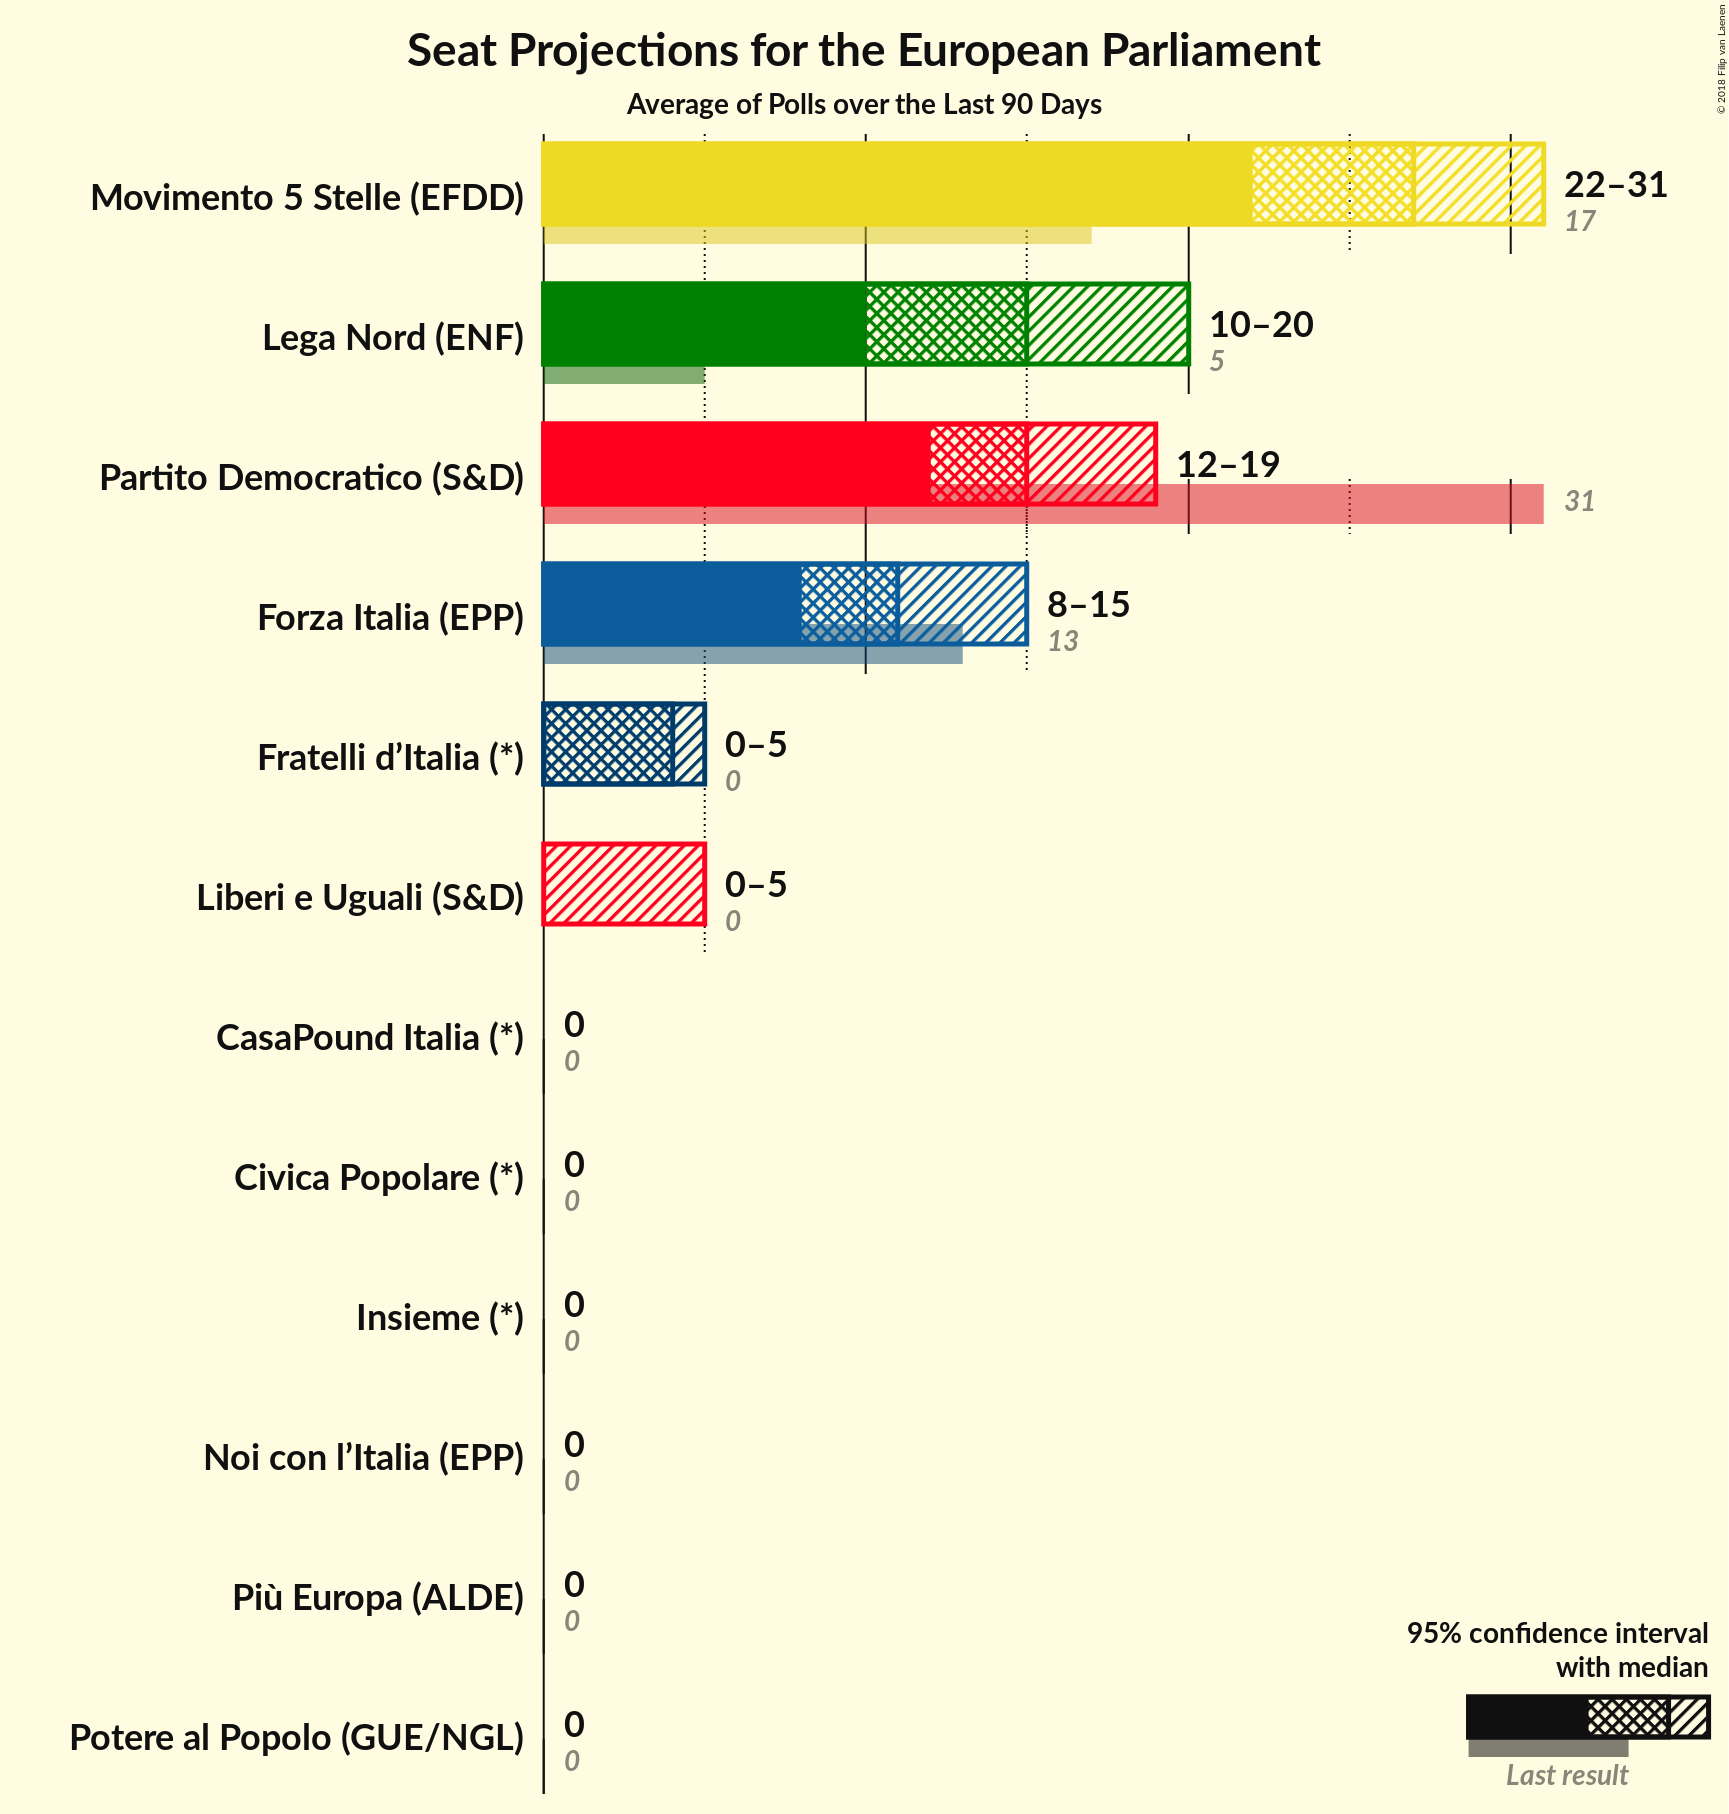 Seat Projections for the European Parliament
Average of Polls over the Last 90 Days
© 2018 Filip van Laenen
Movimento 5 Stelle (EFDD)
22–31
17
Lega Nord (ENF)
10–20
5
Partito Democratico (S&D)
12–19
31
Forza Italia (EPP)
8–15
13
Fratelli d’Italia (*)
0–5
0
Liberi e Uguali (S&D)
0–5
0
CasaPound Italia (*)
0
0
Civica Popolare (*)
0
0
Insieme (*)
0
0
Noi con l’Italia (EPP)
0
0
Più Europa (ALDE)
0
0
Potere al Popolo (GUE/NGL)
0
0
95% confidence interval
with median
Last result